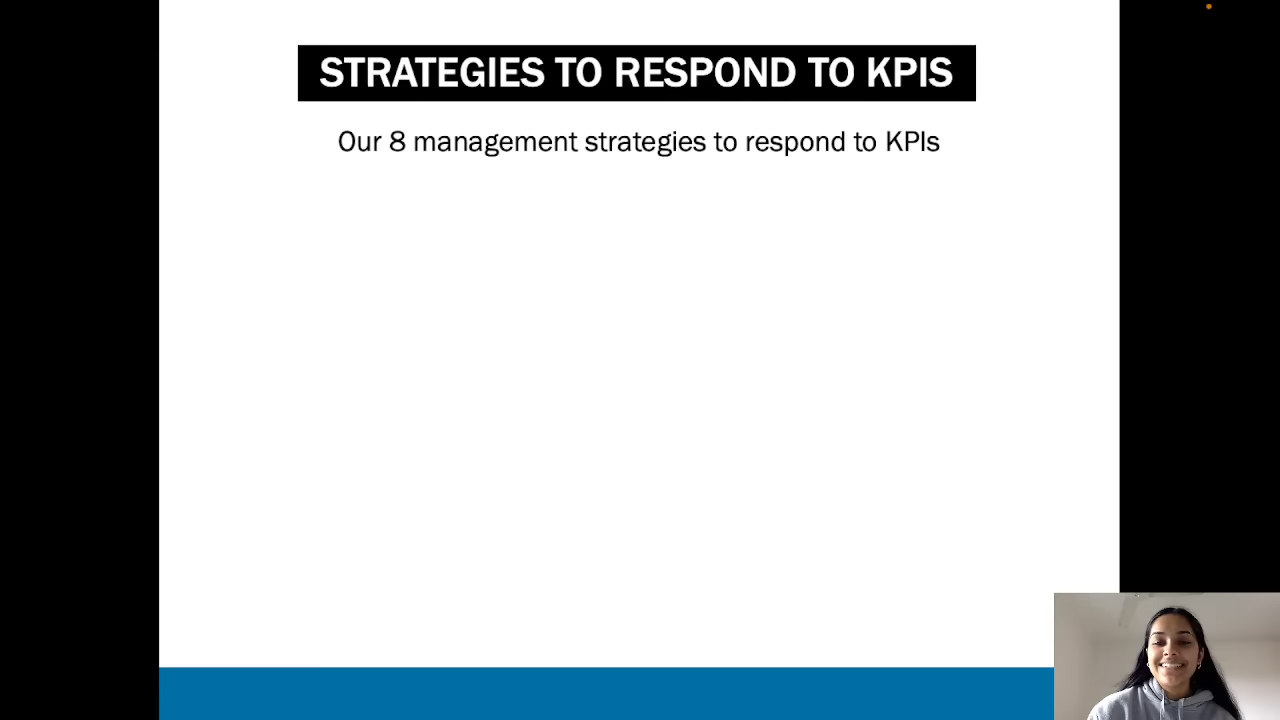 STRATEGIES TO RESPOND TO KPIS
Our 8 management strategies to respond to KPIs